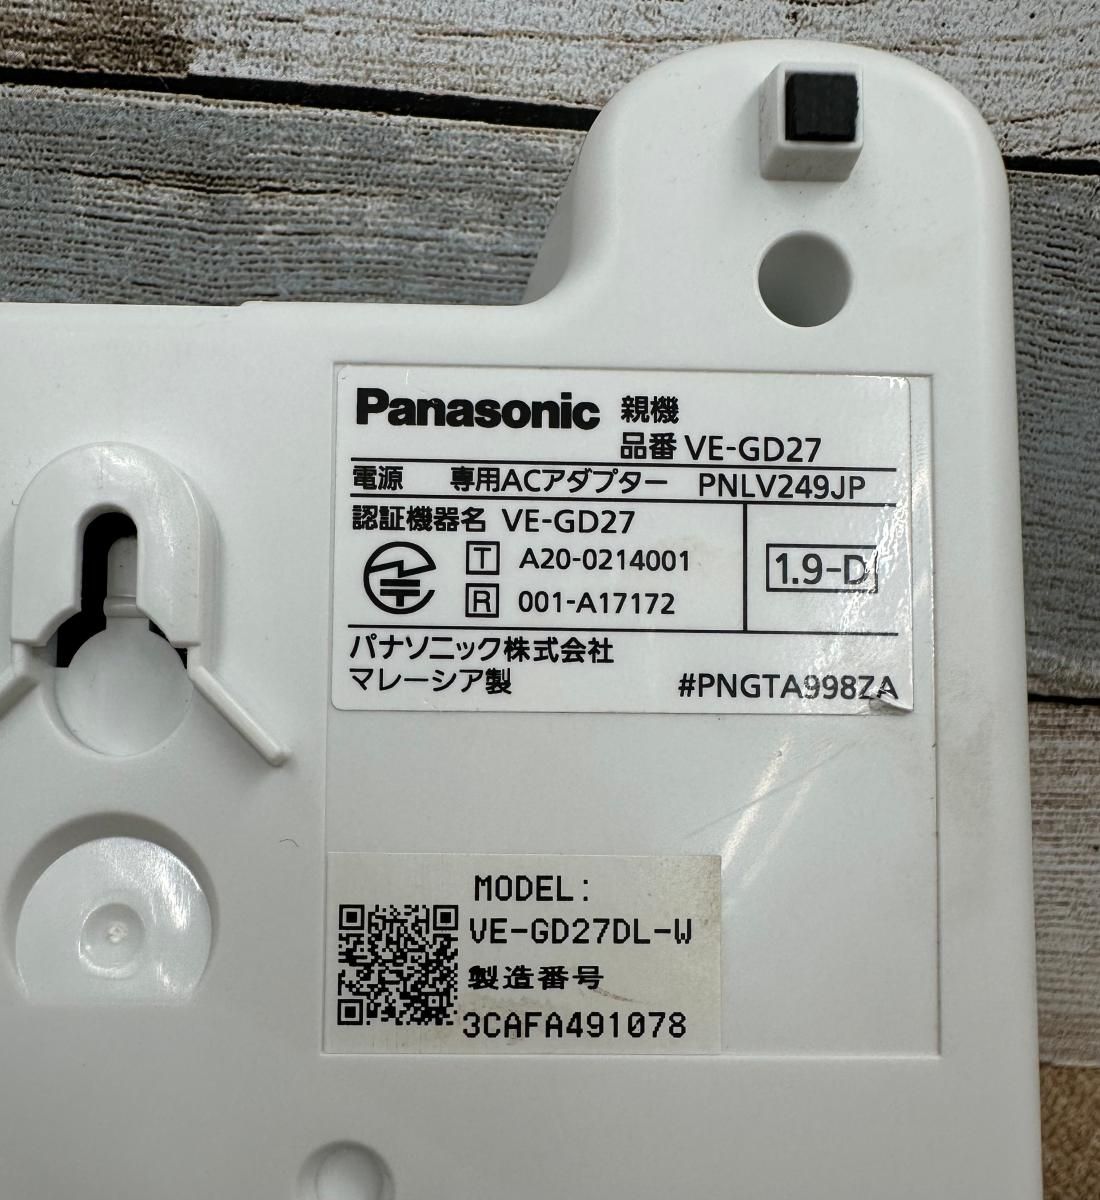 Panasonic 親機
品番 VE-GD27
電源 専用ACアダプター PNLV249JP
認証機器名 VE-GD27
T A20-0214001
R 001-A17172
1.9-D
パナソニック株式会社
マレーシア製 #PNGTA998ZA
MODEL:
VE-GD27DL-W
製造番号
3CAFA491078